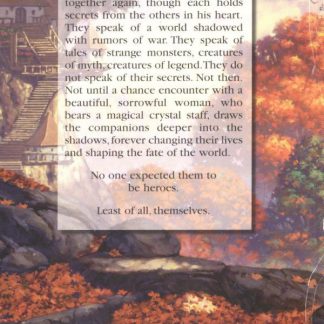 together again, though each holds
secrets from the others in his heart.
They speak of a world shadowed
with rumors of war. They speak of
tales of strange monsters, creatures
of myth, creatures of legend. They do
not speak of their secrets. Not then.
Not until a chance encounter with a
beautiful, sorrowful woman, who
bears a magical crystal staff, draws
the companions deeper into the
shadows, forever changing their lives
and shaping the fate of the world.
No one expected them to
be heroes.
Least of all, themselves.